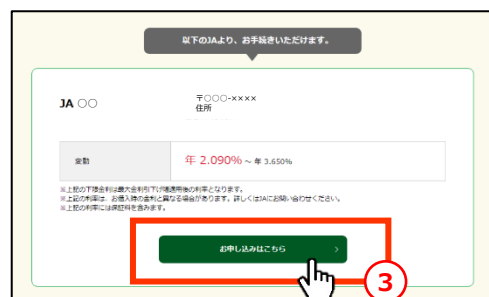 以下のJAより、お手続きいただけます。
JA 〇〇
〒〇〇〇-××××
住所
変動
年 2.090% ~ 年 3.650%
※上記の下限金利は最大金利引下げ幅適用後の利率となります。
※上記の利率は、お借入時の金利と異なる場合があります。詳しくはJAにお問い合わせください。
※上記の利率には保証料を含みます。
お申し込みはこちら
3